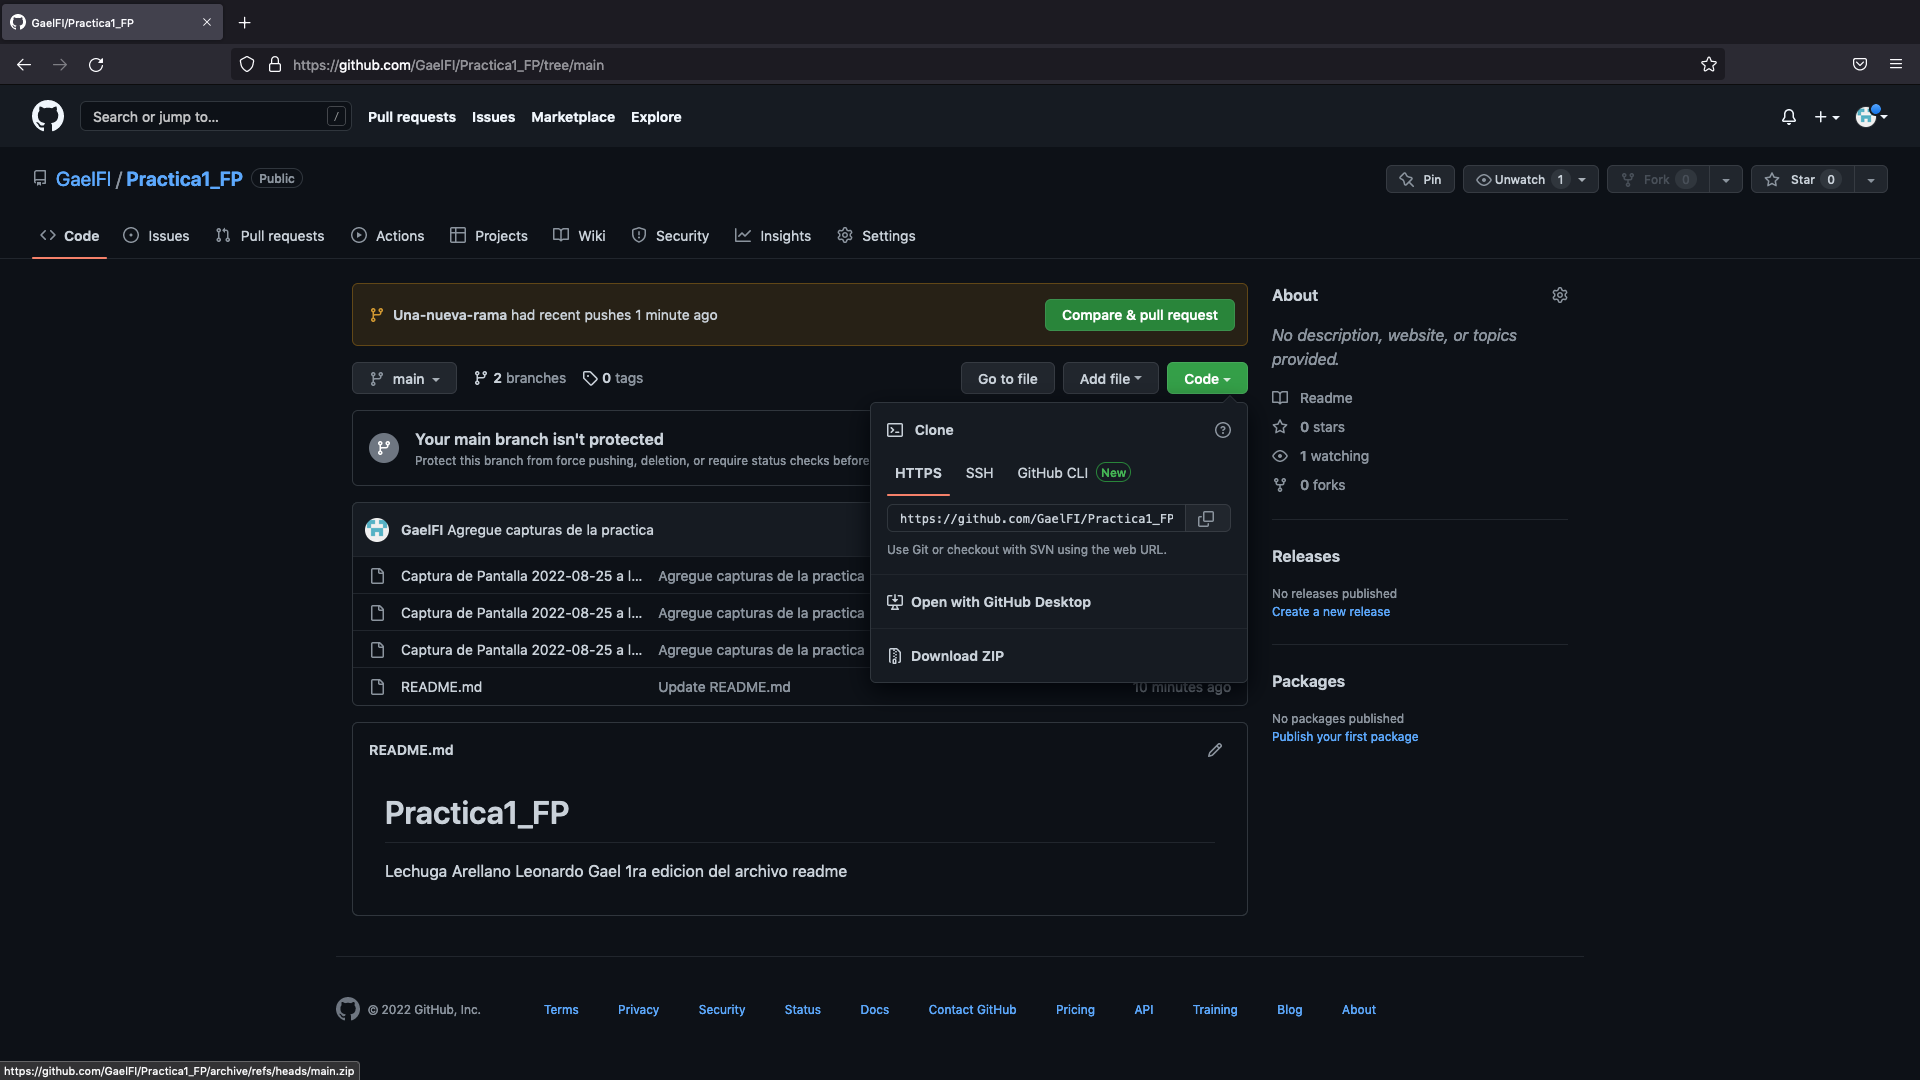 GaelFI/Practica1_FP
https://github.com/GaelFI/Practica1_FP/tree/main
Search or jump to... /
Pull requests Issues Marketplace Explore
GaelFI / Practica1_FP Public
Pin Unwatch 1 Fork 0 Star 0
Code Issues Pull requests Actions Projects Wiki Security Insights Settings
Una-nueva-rama had recent pushes 1 minute ago
Compare & pull request
main 2 branches 0 tags
Go to file Add file Code
Your main branch isn't protected
Protect this branch from force pushing, deletion, or require status checks before
GaelFI Agregue capturas de la practica
Captura de Pantalla 2022-08-25 a l... Agregue capturas de la practica
Captura de Pantalla 2022-08-25 a l... Agregue capturas de la practica
Captura de Pantalla 2022-08-25 a l... Agregue capturas de la practica
README.md Update README.md 10 minutes ago
Clone
HTTPS SSH GitHub CLI New
https://github.com/GaelFI/Practica1_FP
Use Git or checkout with SVN using the web URL.
Open with GitHub Desktop
Download ZIP
README.md
Practica1_FP
Lechuga Arellano Leonardo Gael 1ra edicion del archivo readme
About
No description, website, or topics
provided.
Readme
0 stars
1 watching
0 forks
Releases
No releases published
Create a new release
Packages
No packages published
Publish your first package
© 2022 GitHub, Inc. Terms Privacy Security Status Docs Contact GitHub Pricing API Training Blog About
https://github.com/GaelFI/Practica1_FP/archive/refs/heads/main.zip